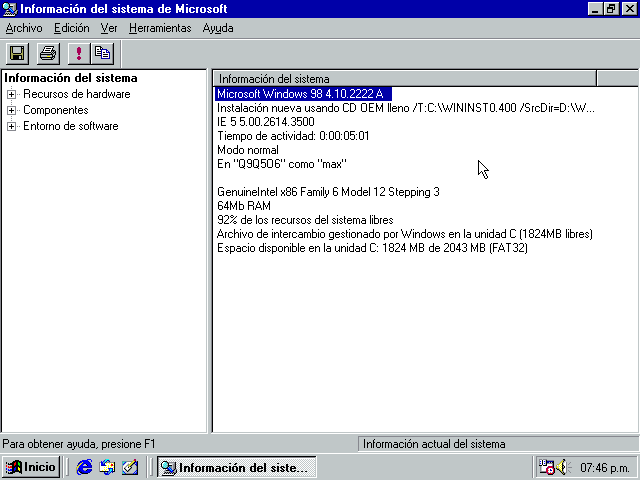 Información del sistema de Microsoft
Archivo Edición Ver Herramientas Ayuda
Información del sistema
Recursos de hardware
Componentes
Entorno de software
Información del sistema
Microsoft Windows 98 4.10.2222 A
Instalación nueva usando CD OEM lleno /T:C:\WININST0.400 /SrcDir=D:\W...
IE 5 5.00.2614.3500
Tiempo de actividad: 0:00:05:01
Modo normal
En "Q9Q5O6" como "max"
GenuineIntel x86 Family 6 Model 12 Stepping 3
64Mb RAM
92% de los recursos del sistema libres
Archivo de intercambio gestionado por Windows en la unidad C (1824MB libres)
Espacio disponible en la unidad C: 1824 MB de 2043 MB (FAT32)
Para obtener ayuda, presione F1
Información actual del sistema
Inicio
Información del siste...
07:46 p.m.